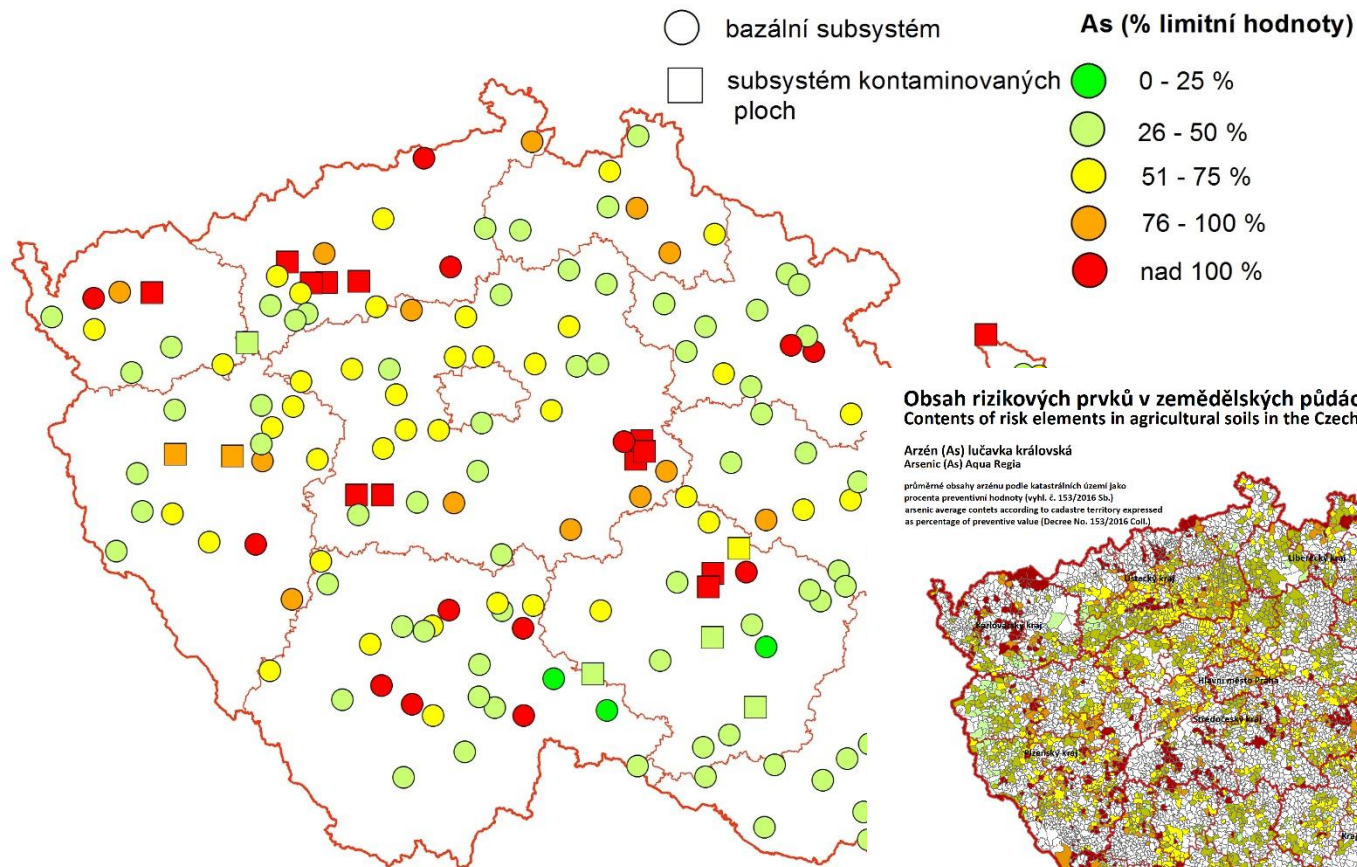 bazální subsystém
subsystém kontaminovaných
ploch
As (% limitní hodnoty)
0 - 25 %
26 - 50 %
51 - 75 %
76 - 100 %
nad 100 %
Obsah rizikových prvků v zemědělských půdác
Contents of risk elements in agricultural soils in the Czech
Arzén (As) lučavka královská
Arsenic (As) Aqua Regia
průměrné obsahy arzénu podle katastrálních území jako
procenta preventivní hodnoty (vyhl. č. 153/2016 Sb.)
arsenic average contets according to cadastre territory expressed
as percentage of preventive value (Decree No. 153/2016 Coll.)
Liberecký kraj
Ústecký kraj
Karlovarský kraj
Hlavní město Praha
Středočeský kraj
Plzeňský kraj
Kraj